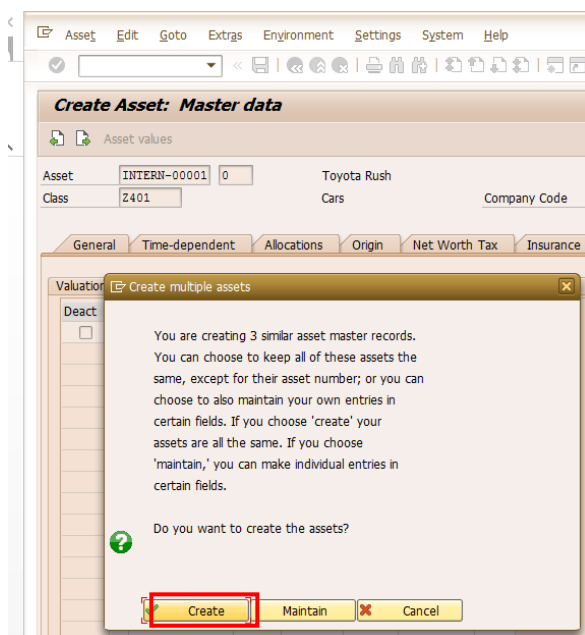 Asset Edit Goto Extras Environment Settings System Help
Create Asset: Master data
Asset values
Asset INTERN-00001 0 Toyota Rush
Class Z401 Cars Company Code
General Time-dependent Allocations Origin Net Worth Tax Insurance
Valuation
Create multiple assets
Deact
You are creating 3 similar asset master records.
You can choose to keep all of these assets the
same, except for their asset number; or you can
choose to also maintain your own entries in
certain fields. If you choose 'create' your
assets are all the same. If you choose
'maintain,' you can make individual entries in
certain fields.
Do you want to create the assets?
Create Maintain Cancel